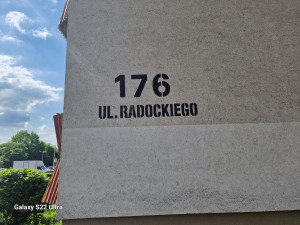 176
UL. RADOCKIEGO
Galaxy S22 Ultra